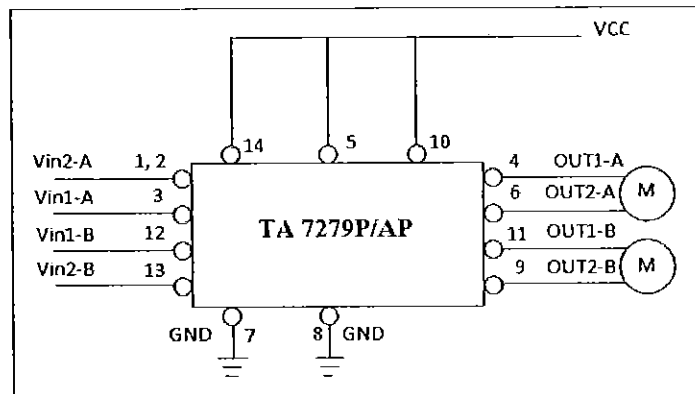 VCC
14 5 10
Vin2-A 1, 2 4 OUT1-A
Vin1-A 3 6 OUT2-A M
TA 7279P/AP
Vin1-B 12 11 OUT1-B
Vin2-B 13 9 OUT2-B M
GND 7 8 GND